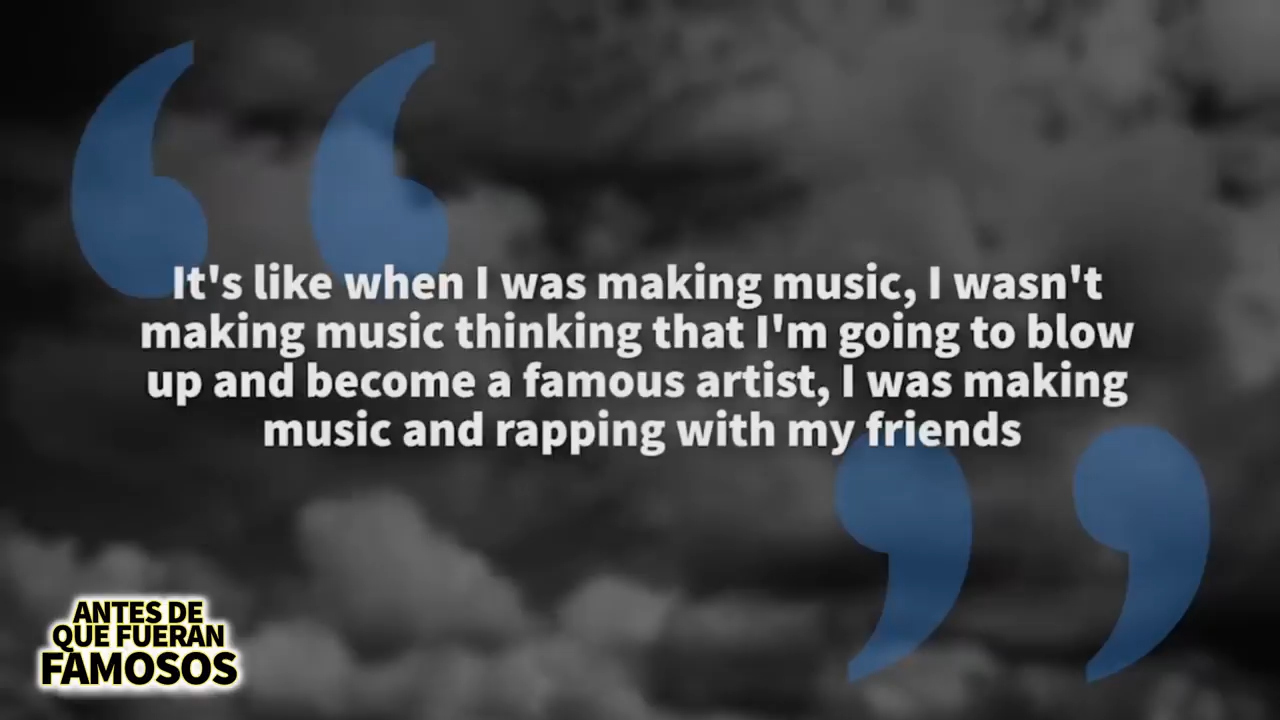 It's like when I was making music, I wasn't
making music thinking that I'm going to blow
up and become a famous artist, I was making
music and rapping with my friends
ANTES DE
QUE FUERAN
FAMOSOS